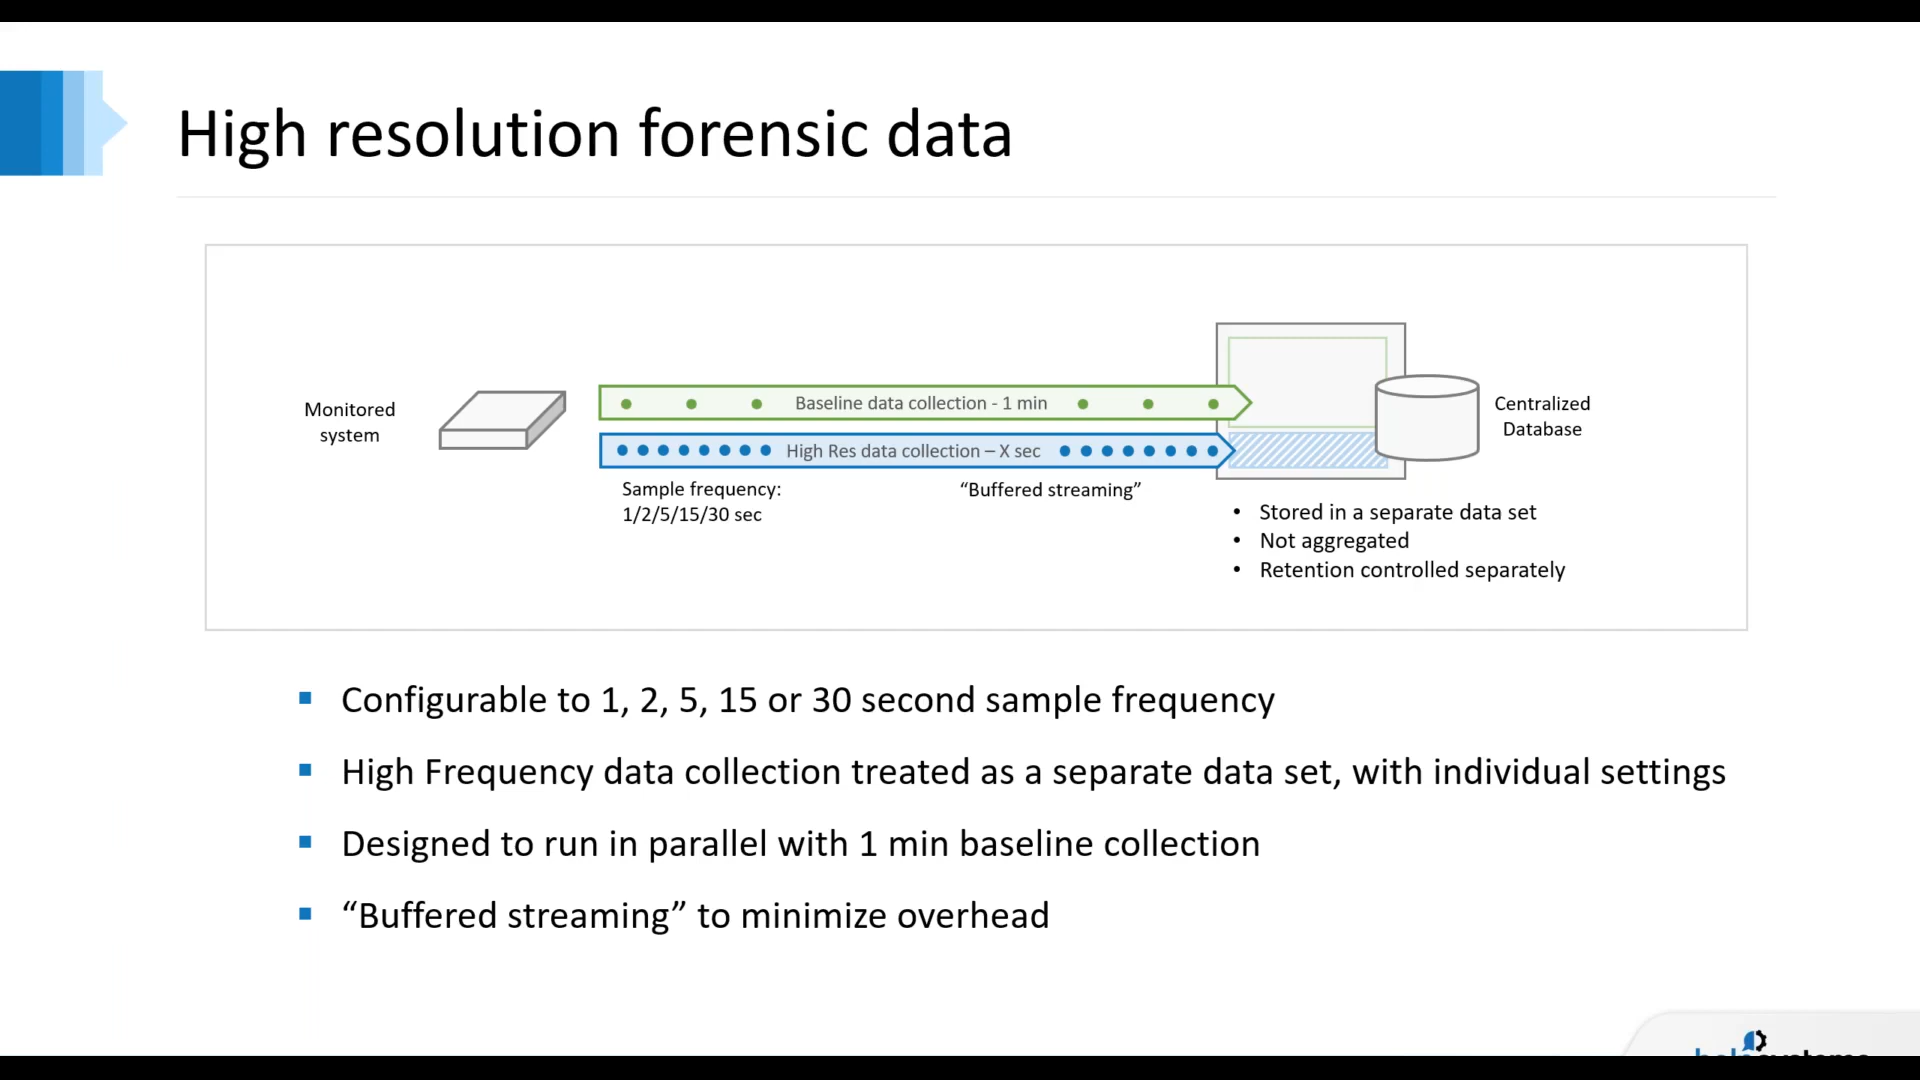 High resolution forensic data
Monitored
system
Baseline data collection - 1 min
High Res data collection – X sec
Sample frequency:
1/2/5/15/30 sec
“Buffered streaming”
Centralized
Database
• Stored in a separate data set
• Not aggregated
• Retention controlled separately
▪ Configurable to 1, 2, 5, 15 or 30 second sample frequency
▪ High Frequency data collection treated as a separate data set, with individual settings
▪ Designed to run in parallel with 1 min baseline collection
▪ “Buffered streaming” to minimize overhead